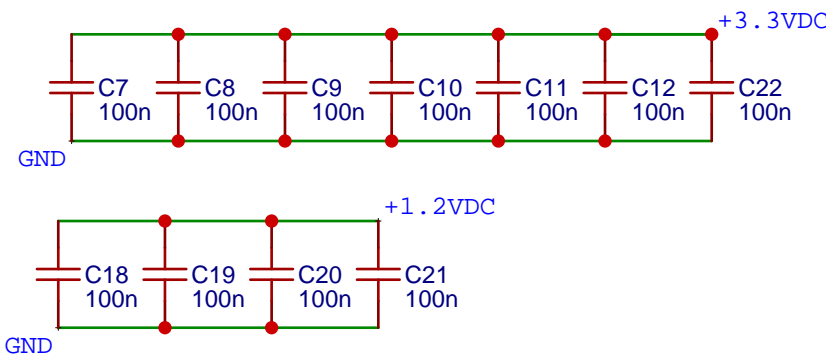 +3.3VDC
C7 C8 C9 C10 C11 C12 C22
100n 100n 100n 100n 100n 100n 100n
GND
+1.2VDC
C18 C19 C20 C21
100n 100n 100n 100n
GND